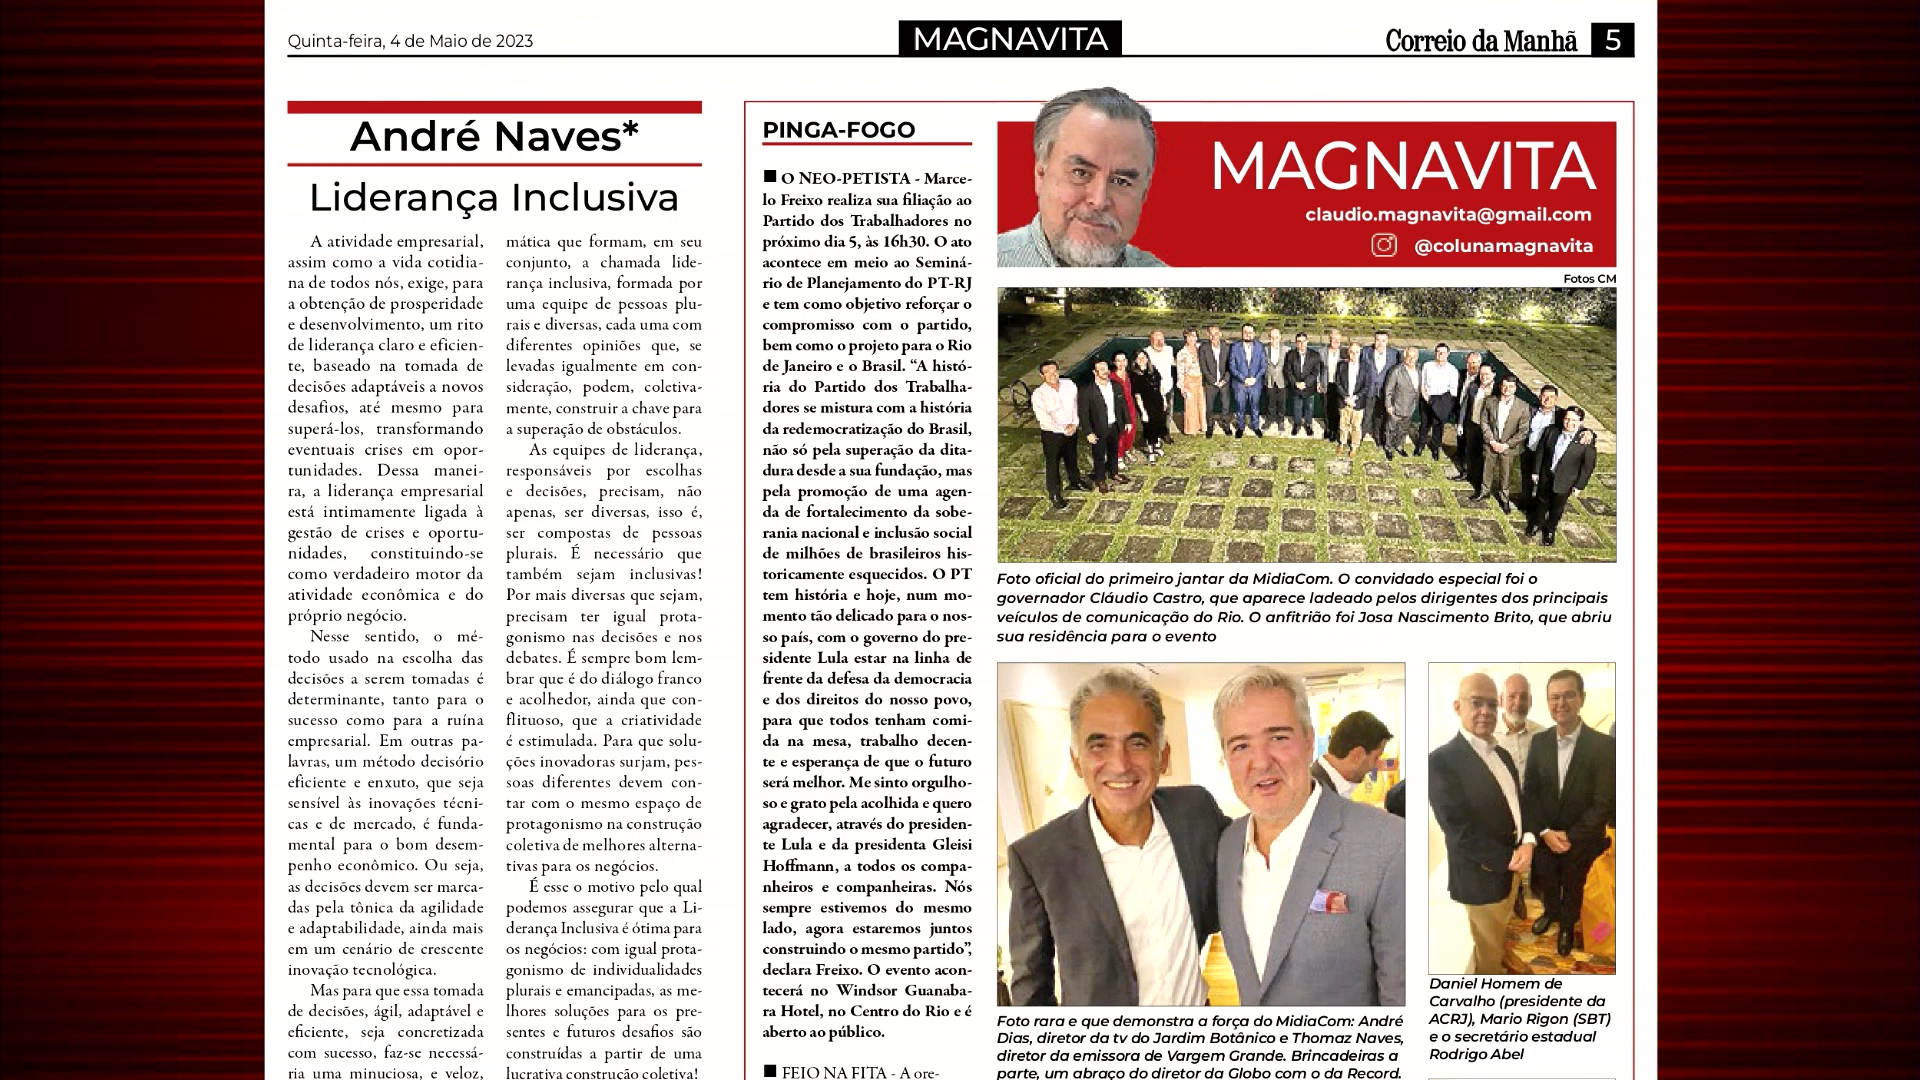 Quinta-feira, 4 de Maio de 2023
MAGNAVITA
Correio da Manhã
5
André Naves*
Liderança Inclusiva
A atividade empresarial,
assim como a vida cotidia-
na de todos nós, exige, para
a obtenção de prosperidade
e desenvolvimento, um rito
de liderança claro e eficien-
te, baseado na tomada de
decisões adaptáveis a novos
desafios, até mesmo para
superá-los, transformando
eventuais crises em opor-
tunidades. Dessa manei-
ra, a liderança empresarial
está intimamente ligada à
gestão de crises e oportu-
nidades, constituindo-se
como verdadeiro motor da
atividade econômica e do
próprio negócio.
Nesse sentido, o mé-
todo usado na escolha das
decisões a serem tomadas é
determinante, tanto para o
sucesso como para a ruína
empresarial. Em outras pa-
lavras, um método decisório
eficiente e enxuto, que seja
sensível às inovações técni-
cas e de mercado, é funda-
mental para o bom desem-
penho econômico. Ou seja,
as decisões devem ser marca-
das pela tônica da agilidade
e adaptabilidade, ainda mais
em um cenário de crescente
inovação tecnológica.
Mas para que essa tomada
de decisões, ágil, adaptável e
eficiente, seja concretizada
com sucesso, faz-se necessá-
ria uma minuciosa, e veloz,
mática que formam, em seu
conjunto, a chamada lide-
rança inclusiva, formada por
uma equipe de pessoas plu-
rais e diversas, cada uma com
diferentes opiniões que, se
levadas igualmente em con-
sideração, podem, coletiva-
mente, construir a chave para
a superação de obstáculos.
As equipes de liderança,
responsáveis por escolhas
e decisões, precisam, não
apenas, ser diversas, isso é,
ser compostas de pessoas
plurais. É necessário que
também sejam inclusivas!
Por mais diversas que sejam,
precisam ter igual prota-
gonismo nas decisões e nos
debates. É sempre bom lem-
brar que é do diálogo franco
e acolhedor, ainda que con-
flituoso, que a criatividade
é estimulada. Para que solu-
ções inovadoras surjam, pes-
soas diferentes devem con-
tar com o mesmo espaço de
protagonismo na construção
coletiva de melhores alterna-
tivas para os negócios.
É esse o motivo pelo qual
podemos assegurar que a Li-
derança Inclusiva é ótima para
os negócios: com igual prota-
gonismo de individualidades
plurais e emancipadas, as me-
lhores soluções para os pre-
sentes e futuros desafios são
construídas a partir de uma
lucrativa construção coletiva!
PINGA-FOGO
■ O NEO-PETISTA - Marce-
lo Freixo realiza sua filiação ao
Partido dos Trabalhadores no
próximo dia 5, às 16h30. O ato
acontece em meio ao Seminá-
rio de Planejamento do PT-RJ
e tem como objetivo reforçar o
compromisso com o partido,
bem como o projeto para o Rio
de Janeiro e o Brasil. “A histó-
ria do Partido dos Trabalha-
dores se mistura com a história
da redemocratização do Brasil,
não só pela superação da dita-
dura desde a sua fundação, mas
pela promoção de uma agen-
da de fortalecimento da sobe-
rania nacional e inclusão social
de milhões de brasileiros his-
toricamente esquecidos. O PT
tem história e hoje, num mo-
mento tão delicado para o nos-
so país, com o governo do pre-
sidente Lula estar na linha de
frente da defesa da democracia
e dos direitos do nosso povo,
para que todos tenham comi-
da na mesa, trabalho decen-
te e esperança de que o futuro
será melhor. Me sinto orgulho-
so e grato pela acolhida e quero
agradecer, através do presiden-
te Lula e da presidenta Gleisi
Hoffmann, a todos os compa-
nheiros e companheiras. Nós
sempre estivemos do mesmo
lado, agora estaremos juntos
construindo o mesmo partido”,
declara Freixo. O evento acon-
tecerá no Windsor Guanaba-
ra Hotel, no Centro do Rio e é
aberto ao público.
■ FEIO NA FITA - A ore-
MAGNAVITA
claudio.magnavita@gmail.com
@colunamagnavita
Fotos CM
Foto oficial do primeiro jantar da MidiaCom. O convidado especial foi o
governador Cláudio Castro, que aparece ladeado pelos dirigentes dos principais
veículos de comunicação do Rio. O anfitrião foi Josa Nascimento Brito, que abriu
sua residência para o evento
Foto rara e que demonstra a força do MidiaCom: André
Dias, diretor da tv do Jardim Botânico e Thomaz Naves,
diretor da emissora de Vargem Grande. Brincadeiras a
parte, um abraço do diretor da Globo com o da Record.
Daniel Homem de
Carvalho (presidente da
ACRJ), Mario Rigon (SBT)
e o secretário estadual
Rodrigo Abel